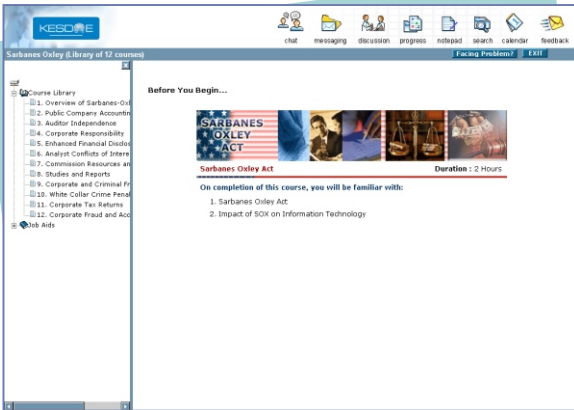 KESDEE
chat messaging discussion progress notepad search calendar feedback
Sarbanes Oxley (Library of 12 courses) Facing Problem? EXIT
Course Library
1. Overview of Sarbanes-Oxl
2. Public Company Accountin
3. Auditor Independence
4. Corporate Responsibility
5. Enhanced Financial Disclos
6. Analyst Conflicts of Intere
7. Commission Resources an
8. Studies and Reports
9. Corporate and Criminal Fr
10. White Collar Crime Penal
11. Corporate Tax Returns
12. Corporate Fraud and Acc
Job Aids
Before You Begin...
SARBANES
OXLEY
ACT
Sarbanes Oxley Act Duration : 2 Hours
On completion of this course, you will be familiar with:
1. Sarbanes Oxley Act
2. Impact of SOX on Information Technology